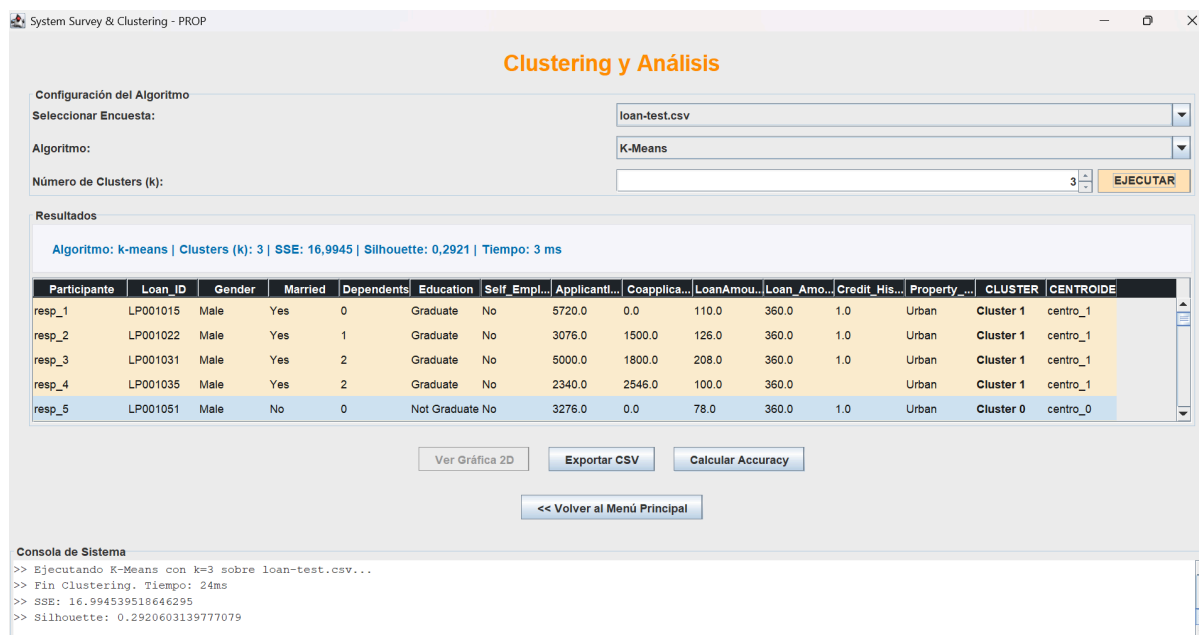 System Survey & Clustering - PROP
Clustering y Análisis
Configuración del Algoritmo
Seleccionar Encuesta: loan-test.csv
Algoritmo: K-Means
Número de Clusters (k): 3 EJECUTAR
Resultados
Algoritmo: k-means | Clusters (k): 3 | SSE: 16,9945 | Silhouette: 0,2921 | Tiempo: 3 ms
Participante Loan_ID Gender Married Dependents Education Self_Empl... ApplicantI... Coapplica... LoanAmou... Loan_Amo... Credit_His... Property_... CLUSTER CENTROIDE
resp_1 LP001015 Male Yes 0 Graduate No 5720.0 0.0 110.0 360.0 1.0 Urban Cluster 1 centro_1
resp_2 LP001022 Male Yes 1 Graduate No 3076.0 1500.0 126.0 360.0 1.0 Urban Cluster 1 centro_1
resp_3 LP001031 Male Yes 2 Graduate No 5000.0 1800.0 208.0 360.0 1.0 Urban Cluster 1 centro_1
resp_4 LP001035 Male Yes 2 Graduate No 2340.0 2546.0 100.0 360.0 Urban Cluster 1 centro_1
resp_5 LP001051 Male No 0 Not Graduate No 3276.0 0.0 78.0 360.0 1.0 Urban Cluster 0 centro_0
Ver Gráfica 2D Exportar CSV Calcular Accuracy
<< Volver al Menú Principal
Consola de Sistema
>> Ejecutando K-Means con k=3 sobre loan-test.csv...
>> Fin Clustering. Tiempo: 24ms
>> SSE: 16.994539518646295
>> Silhouette: 0.2920603139777079